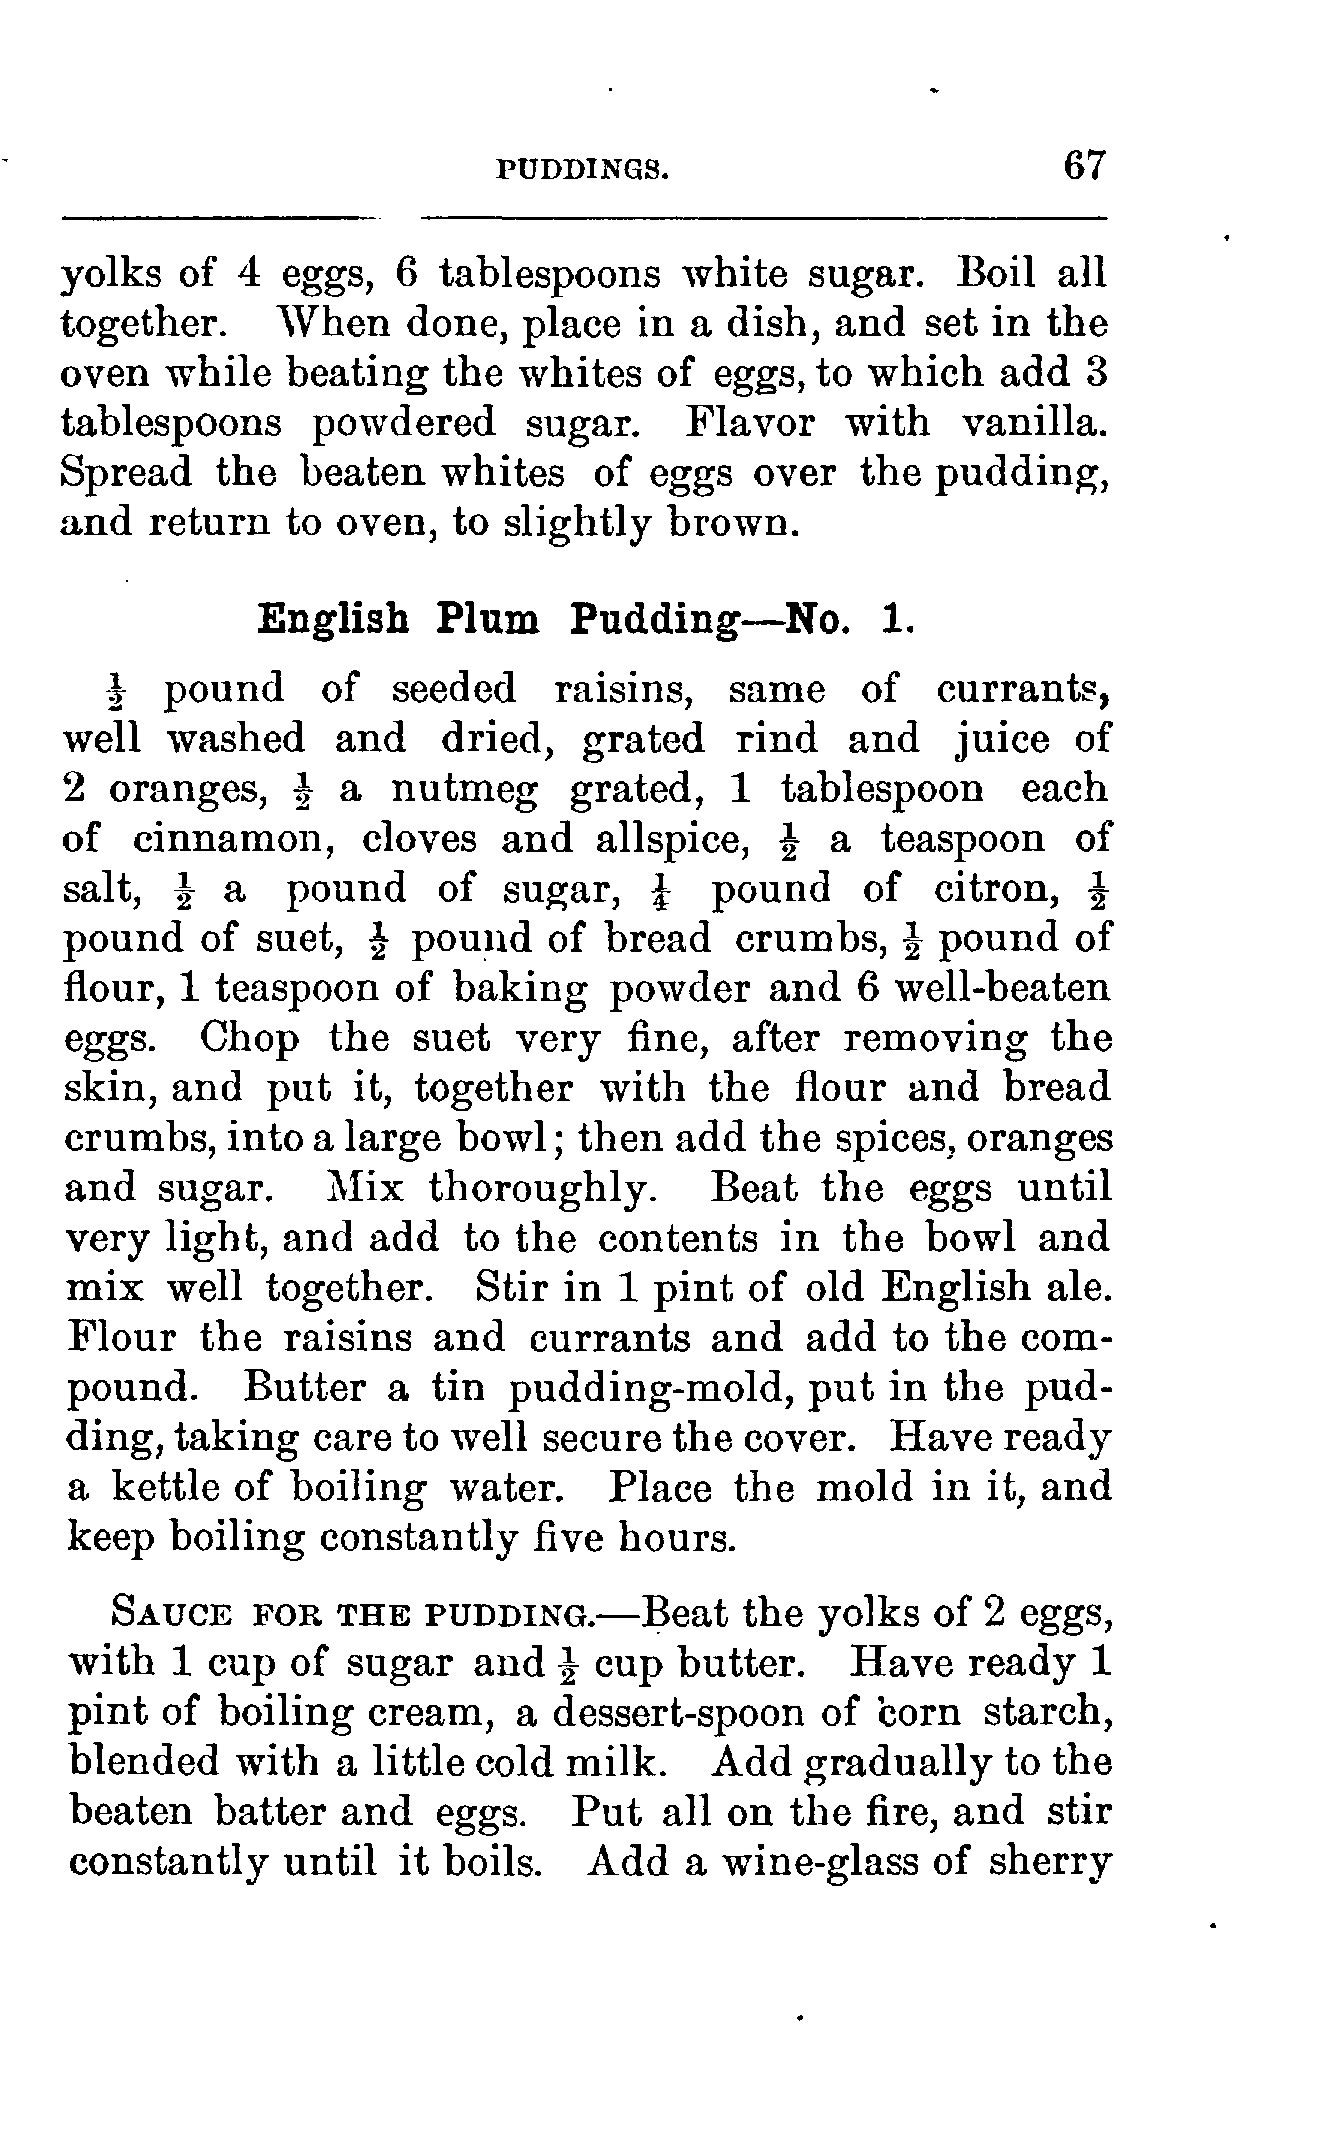 PUDDINGS. 67
yolks of 4 eggs, 6 tablespoons white sugar. Boil all
together. When done, place in a dish, and set in the
oven while beating the whites of eggs, to which add 3
tablespoons powdered sugar. Flavor with vanilla.
Spread the beaten whites of eggs over the pudding,
and return to oven, to slightly brown.
English Plum Pudding—No. 1.
½ pound of seeded raisins, same of currants,
well washed and dried, grated rind and juice of
2 oranges, ½ a nutmeg grated, 1 tablespoon each
of cinnamon, cloves and allspice, ½ a teaspoon of
salt, ½ a pound of sugar, ¼ pound of citron, ½
pound of suet, ½ pound of bread crumbs, ½ pound of
flour, 1 teaspoon of baking powder and 6 well-beaten
eggs. Chop the suet very fine, after removing the
skin, and put it, together with the flour and bread
crumbs, into a large bowl; then add the spices, oranges
and sugar. Mix thoroughly. Beat the eggs until
very light, and add to the contents in the bowl and
mix well together. Stir in 1 pint of old English ale.
Flour the raisins and currants and add to the com-
pound. Butter a tin pudding-mold, put in the pud-
ding, taking care to well secure the cover. Have ready
a kettle of boiling water. Place the mold in it, and
keep boiling constantly five hours.
SAUCE FOR THE PUDDING.—Beat the yolks of 2 eggs,
with 1 cup of sugar and ½ cup butter. Have ready 1
pint of boiling cream, a dessert-spoon of corn starch,
blended with a little cold milk. Add gradually to the
beaten batter and eggs. Put all on the fire, and stir
constantly until it boils. Add a wine-glass of sherry